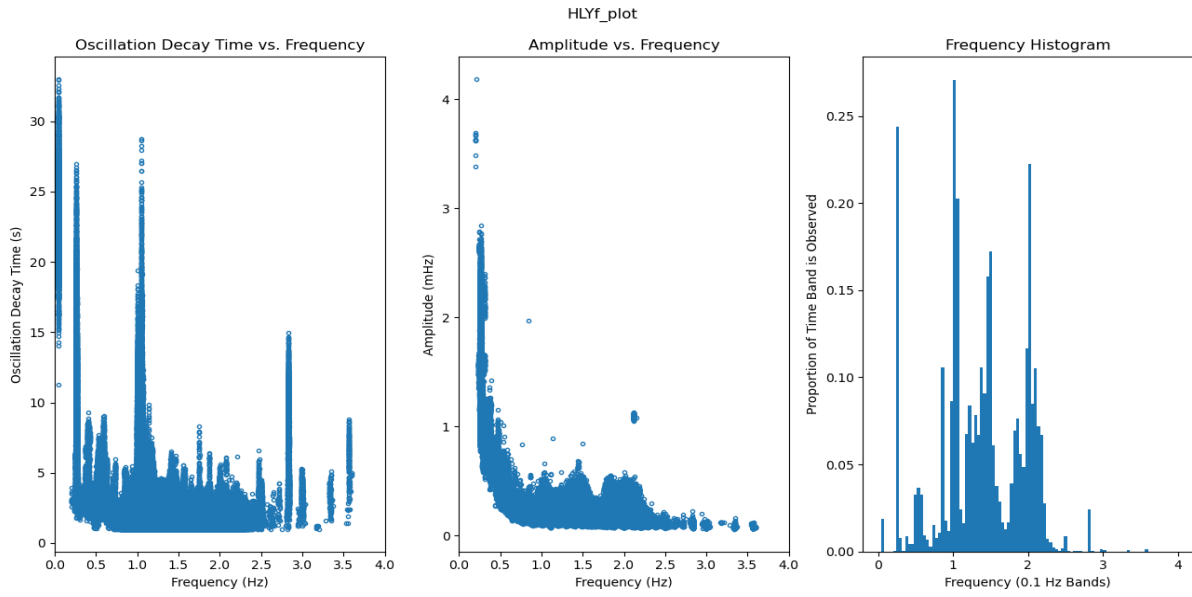 HLYf_plot
Oscillation Decay Time vs. Frequency
Oscillation Decay Time (s)
30
25
20
15
10
5
0
0.0 0.5 1.0 1.5 2.0 2.5 3.0 3.5 4.0
Frequency (Hz)
Amplitude vs. Frequency
Amplitude (mHz)
4
3
2
1
0
0.0 0.5 1.0 1.5 2.0 2.5 3.0 3.5 4.0
Frequency (Hz)
Frequency Histogram
Proportion of Time Band is Observed
0.25
0.20
0.15
0.10
0.05
0.00
0 1 2 3 4
Frequency (0.1 Hz Bands)